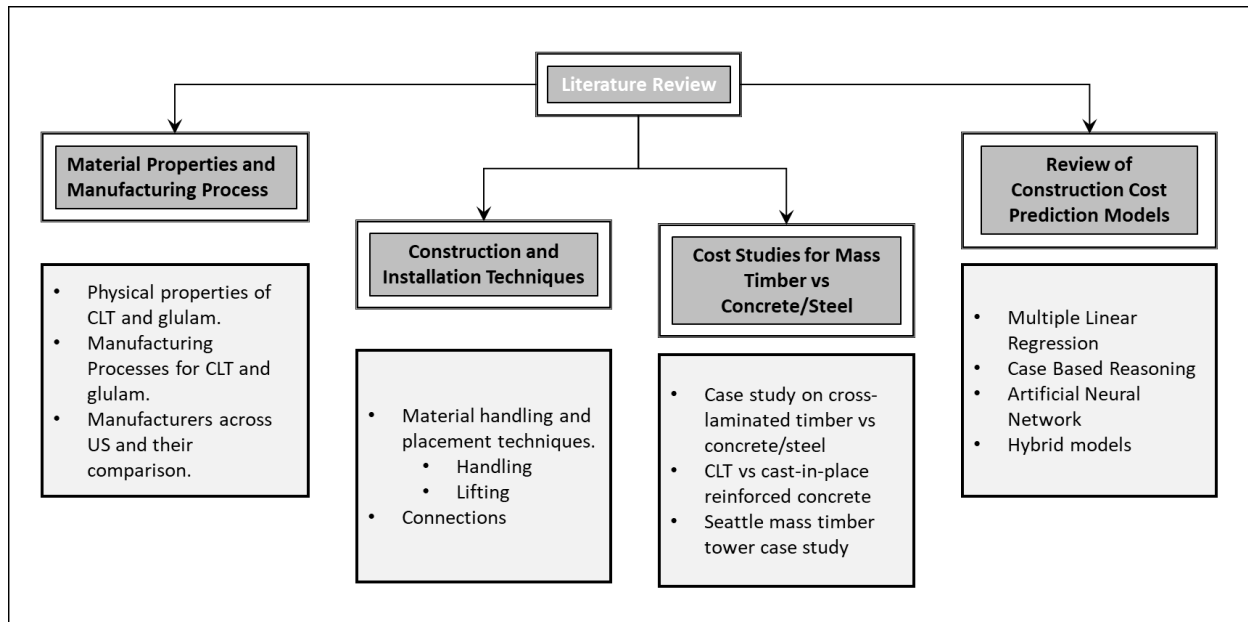 Literature Review
Material Properties and
Manufacturing Process
• Physical properties of
CLT and glulam.
• Manufacturing
Processes for CLT and
glulam.
• Manufacturers across
US and their
comparison.
Construction and
Installation Techniques
• Material handling and
placement techniques.
• Handling
• Lifting
• Connections
Cost Studies for Mass
Timber vs
Concrete/Steel
• Case study on cross-
laminated timber vs
concrete/steel
• CLT vs cast-in-place
reinforced concrete
• Seattle mass timber
tower case study
Review of
Construction Cost
Prediction Models
• Multiple Linear
Regression
• Case Based Reasoning
• Artificial Neural
Network
• Hybrid models